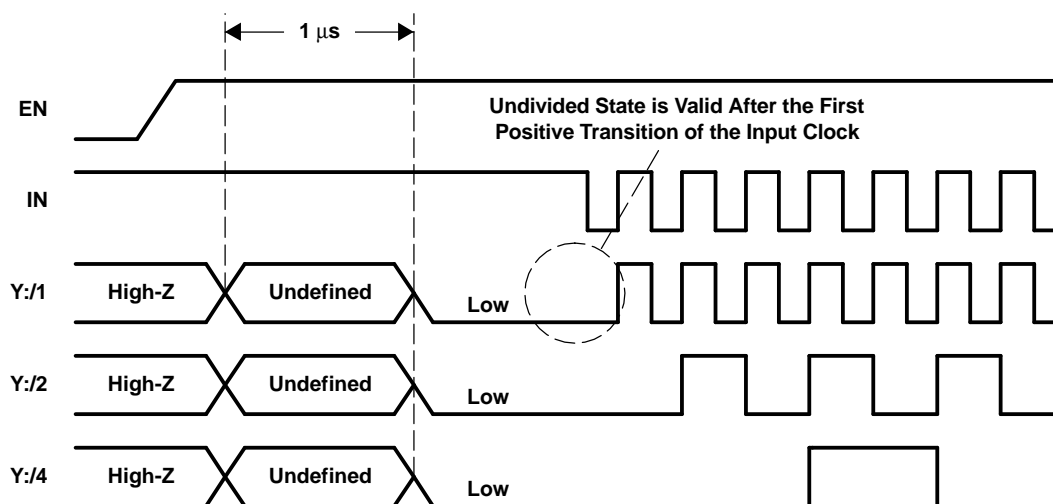 1 μs
EN
Undivided State is Valid After the First
Positive Transition of the Input Clock
IN
Y:/1 High-Z Undefined Low
Y:/2 High-Z Undefined Low
Y:/4 High-Z Undefined Low